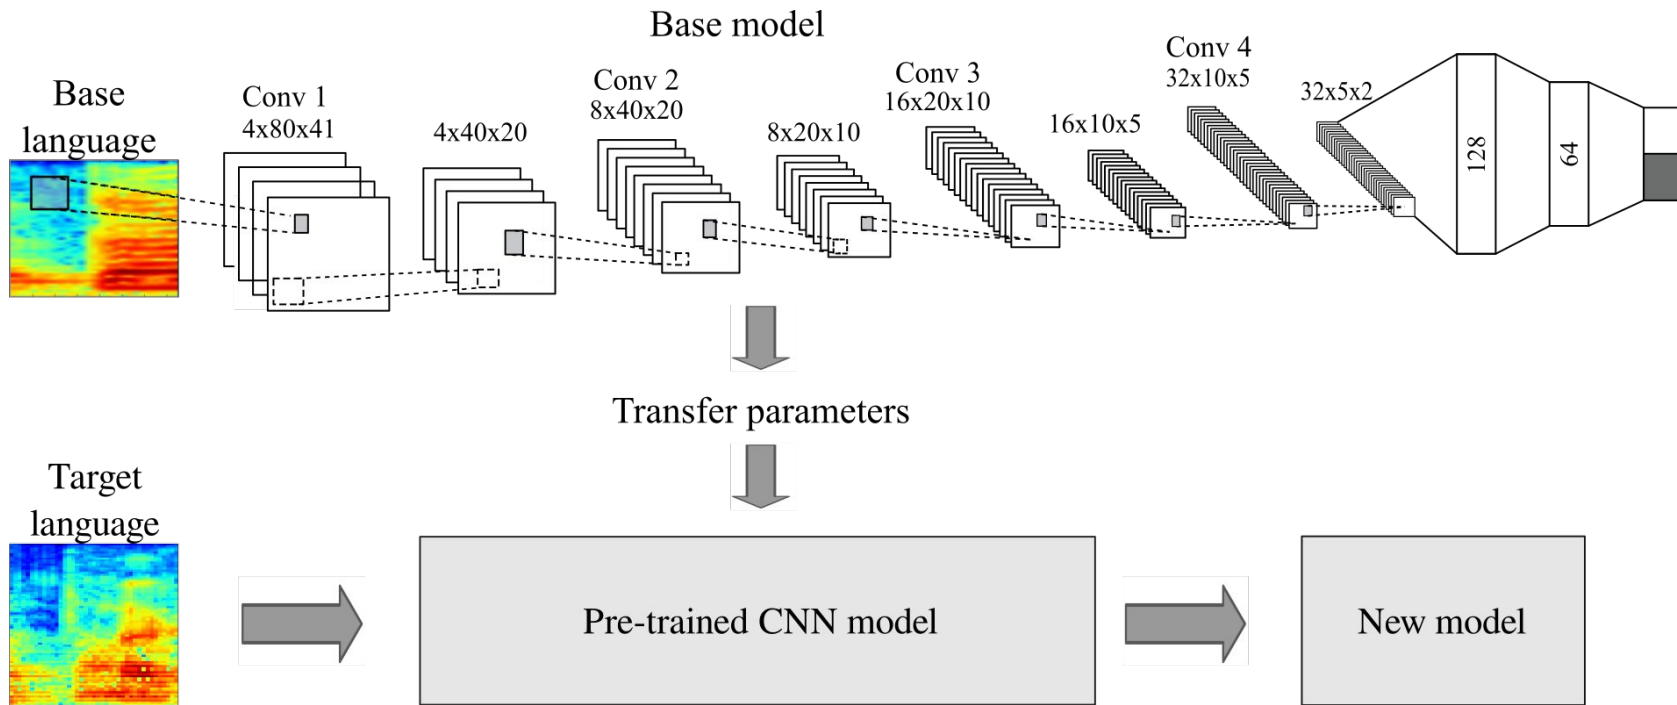 Base model
Base
language
Conv 1
4x80x41
4x40x20
Conv 2
8x40x20
8x20x10
Conv 3
16x20x10
16x10x5
Conv 4
32x10x5
32x5x2
128
64
Transfer parameters
Target
language
Pre-trained CNN model
New model